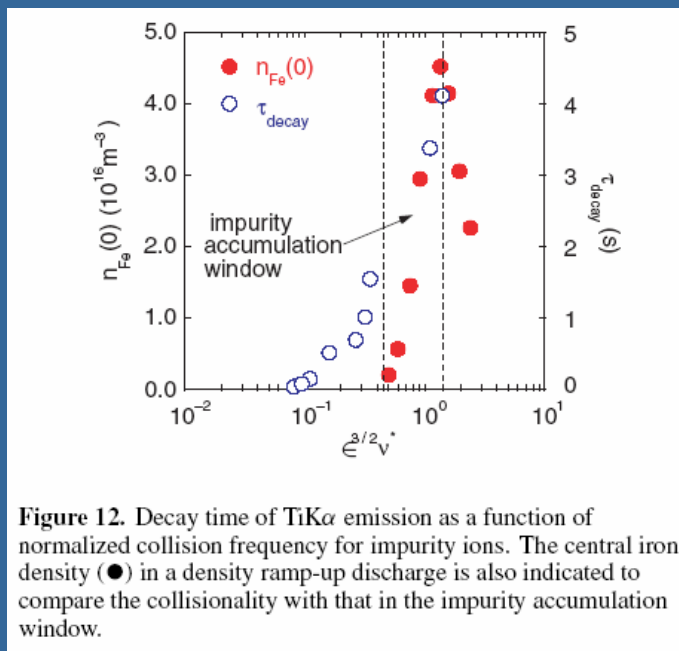 5.0
4.0
3.0
2.0
1.0
0.0
n_Fe(0) (10^16 m^−3)
n_Fe(0)
τ_decay
impurity
accumulation
window
5
4
3
2
1
0
τ_decay (s)
10^−2
10^−1
10^0
10^1
ϵ^3/2 ν^*
Figure 12. Decay time of TiKα emission as a function of
normalized collision frequency for impurity ions. The central iron
density (●) in a density ramp-up discharge is also indicated to
compare the collisionality with that in the impurity accumulation
window.